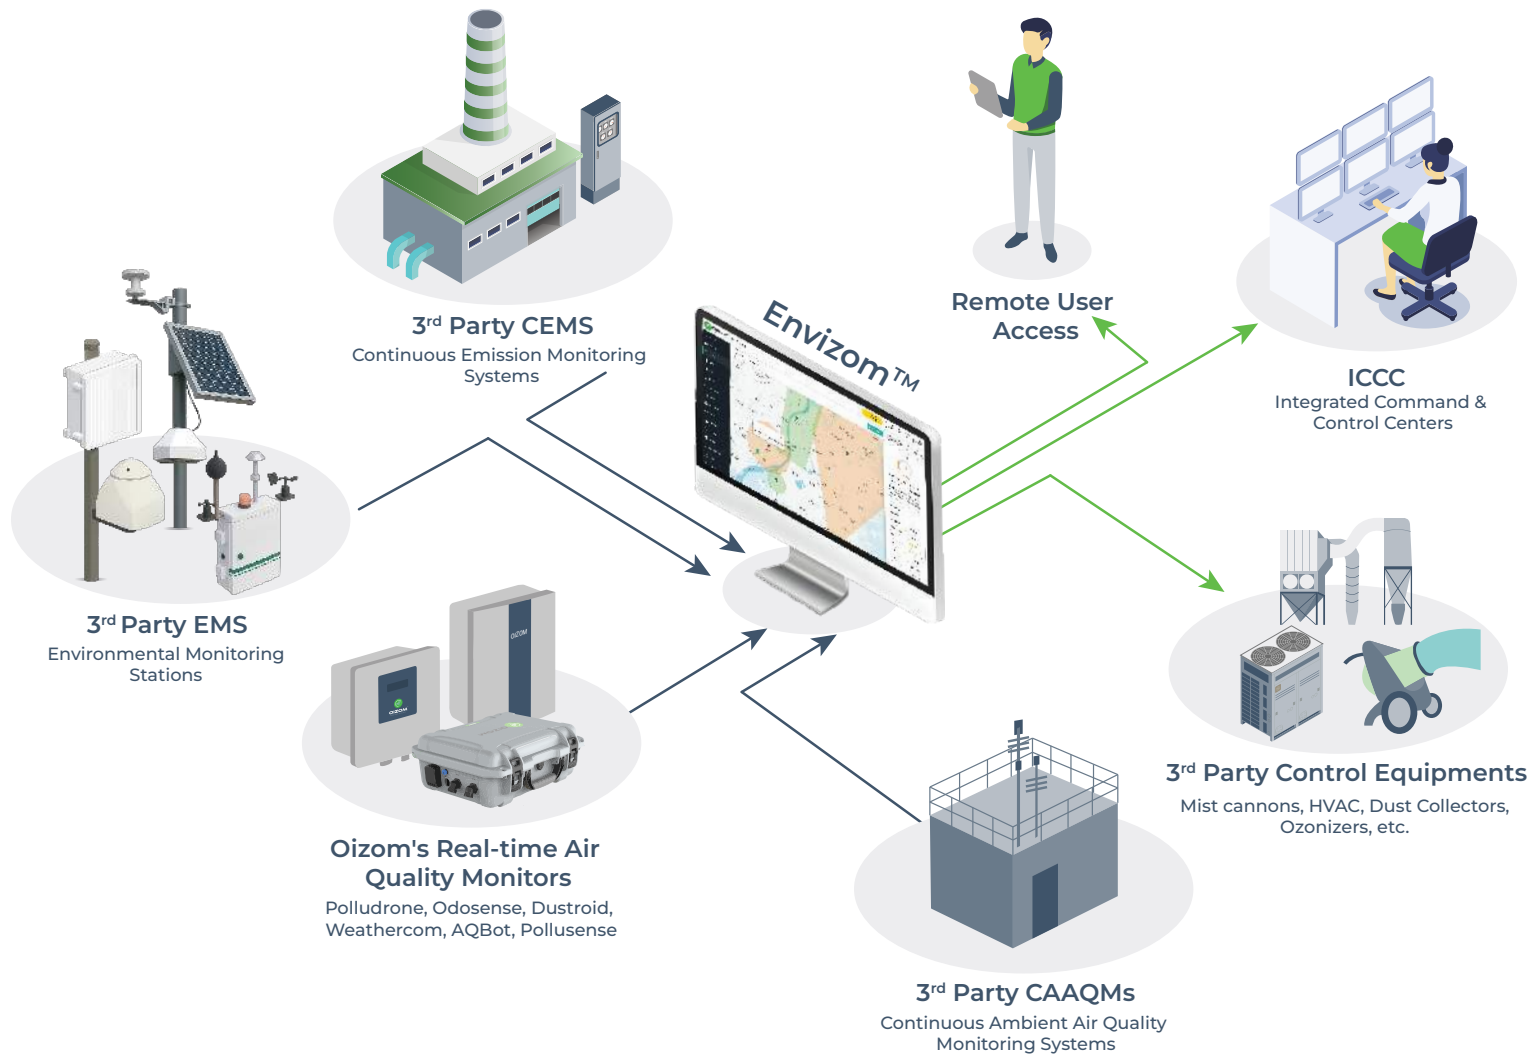 3rd Party CEMS
Continuous Emission Monitoring
Systems
Envizom™
Remote User
Access
ICCC
Integrated Command &
Control Centers
3rd Party EMS
Environmental Monitoring
Stations
OIZOM
OIZOM
Oizom's Real-time Air
Quality Monitors
Polludrone, Odosense, Dustroid,
Weathercom, AQBot, Pollusense
3rd Party Control Equipments
Mist cannons, HVAC, Dust Collectors,
Ozonizers, etc.
3rd Party CAAQMs
Continuous Ambient Air Quality
Monitoring Systems